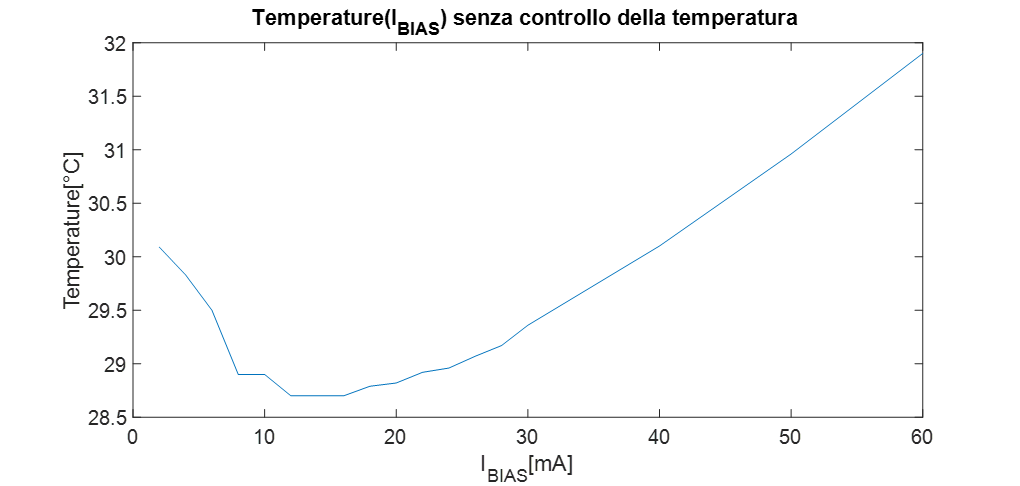 Temperature(I_BIAS) senza controllo della temperatura
32
31.5
31
30.5
30
29.5
29
28.5
Temperature[°C]
0 10 20 30 40 50 60
I_BIAS[mA]